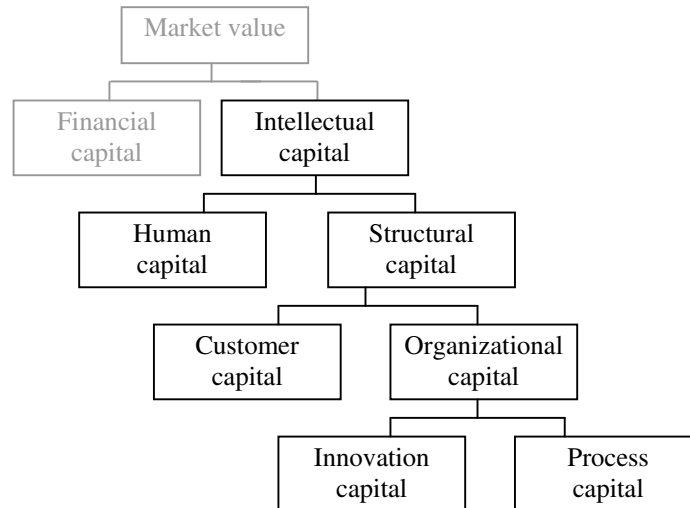 Market value
Financial
capital
Intellectual
capital
Human
capital
Structural
capital
Customer
capital
Organizational
capital
Innovation
capital
Process
capital